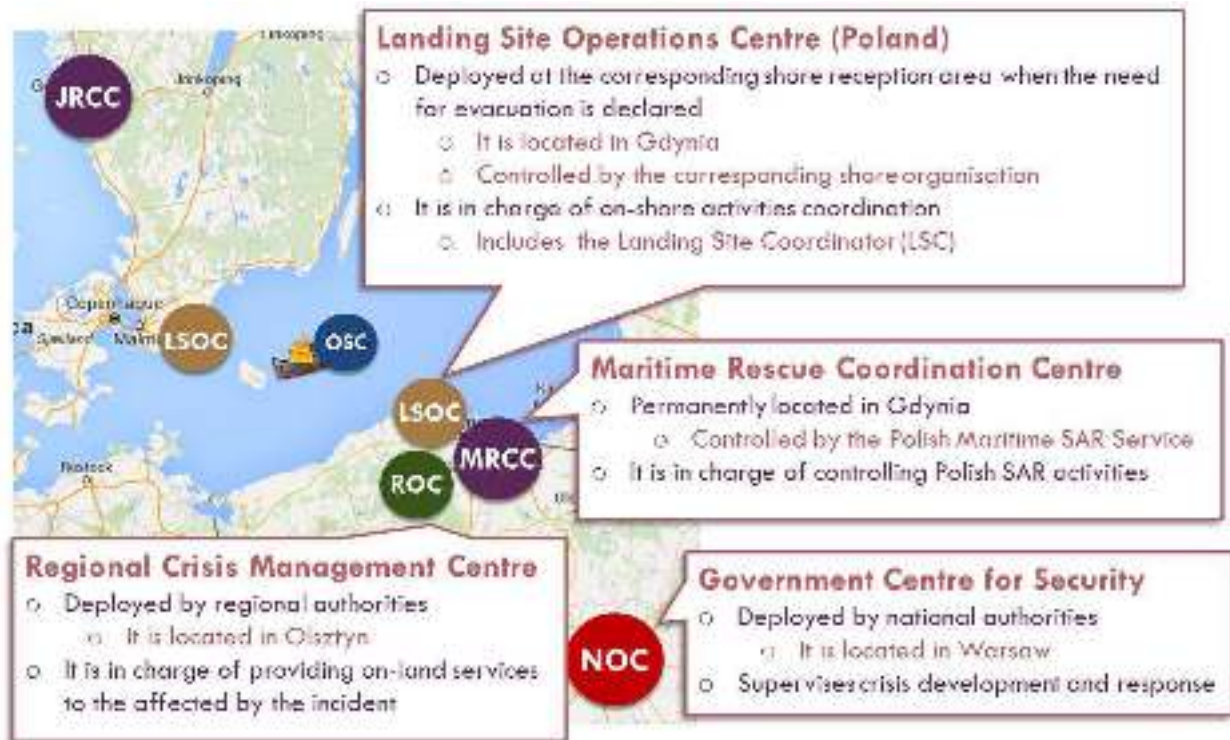 Landing Site Operations Centre (Poland)
○ Deployed at the corresponding shore reception area when the need
for evacuation is declared
○ It is located in Gdynia
○ Controlled by the corresponding shore organisation
○ It is in charge of on-shore activities coordination
○ Includes the Landing Site Coordinator (LSC)
JRCC
Jonkoping
Linkoping
Copenhague
LSOC
OSC
LSOC
MRCC
ROC
Maritime Rescue Coordination Centre
○ Permanently located in Gdynia
○ Controlled by the Polish Maritime SAR Service
○ It is in charge of controlling Polish SAR activities
Rostock
Regional Crisis Management Centre
○ Deployed by regional authorities
○ It is located in Olsztyn
○ It is in charge of providing on-land services
to the affected by the incident
NOC
Government Centre for Security
○ Deployed by national authorities
○ It is located in Warsaw
○ Supervises crisis development and response